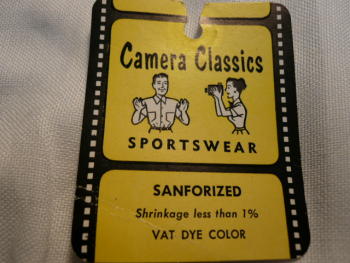 Camera Classics
SPORTSWEAR
SANFORIZED
Shrinkage less than 1%
VAT DYE COLOR